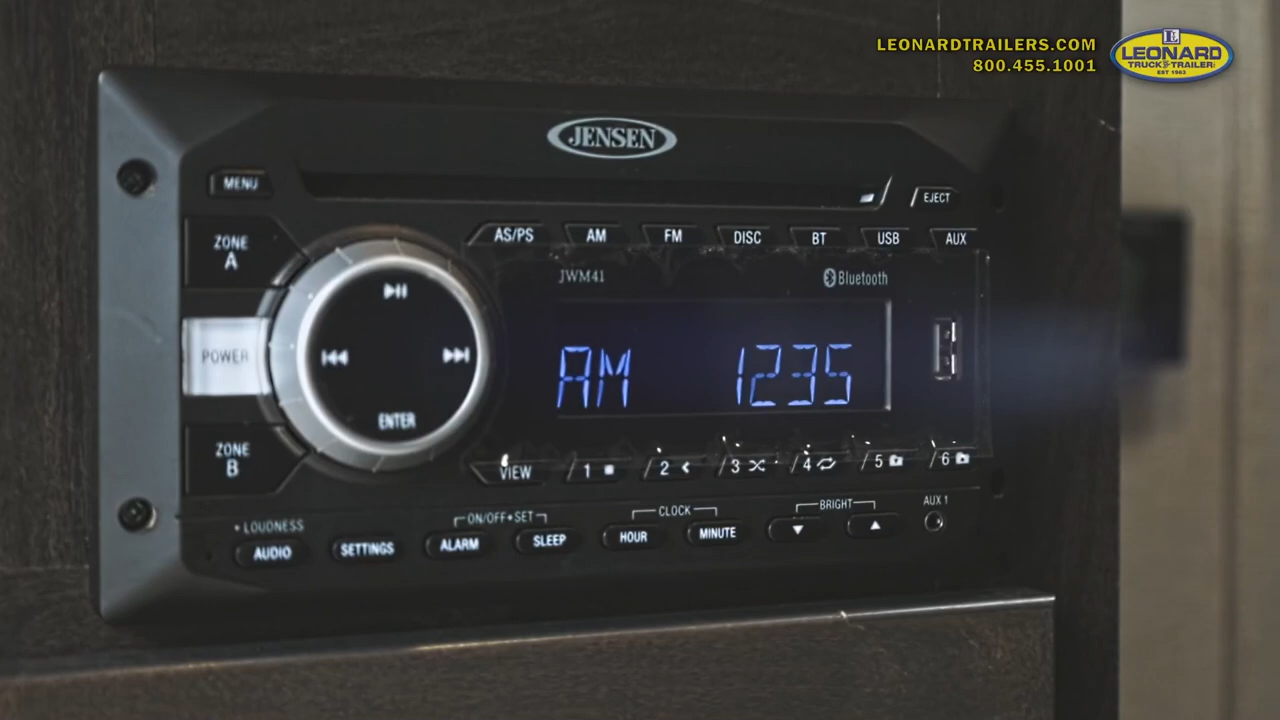 LEONARDTRAILERS.COM
800.455.1001
LEONARD
TRUCK & TRAILER
EST 1963
JENSEN
MENU
EJECT
ZONE A
AS/PS AM FM DISC BT USB AUX
JWM41
Bluetooth
POWER
AM 1235
ENTER
ZONE B
VIEW 1 2 3 4 5 6
LOUDNESS
ON/OFF•SET
CLOCK
BRIGHT
AUX 1
AUDIO SETTINGS ALARM SLEEP HOUR MINUTE